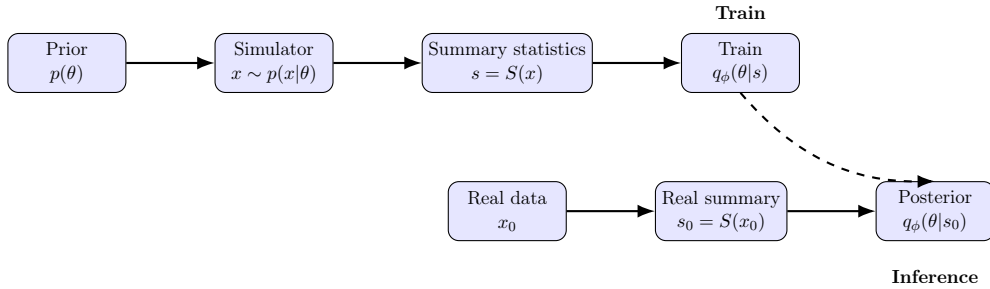 Train
Prior
p(θ)
Simulator
x ∼ p(x|θ)
Summary statistics
s = S(x)
Train
qϕ(θ|s)
Real data
x₀
Real summary
s₀ = S(x₀)
Posterior
qϕ(θ|s₀)
Inference